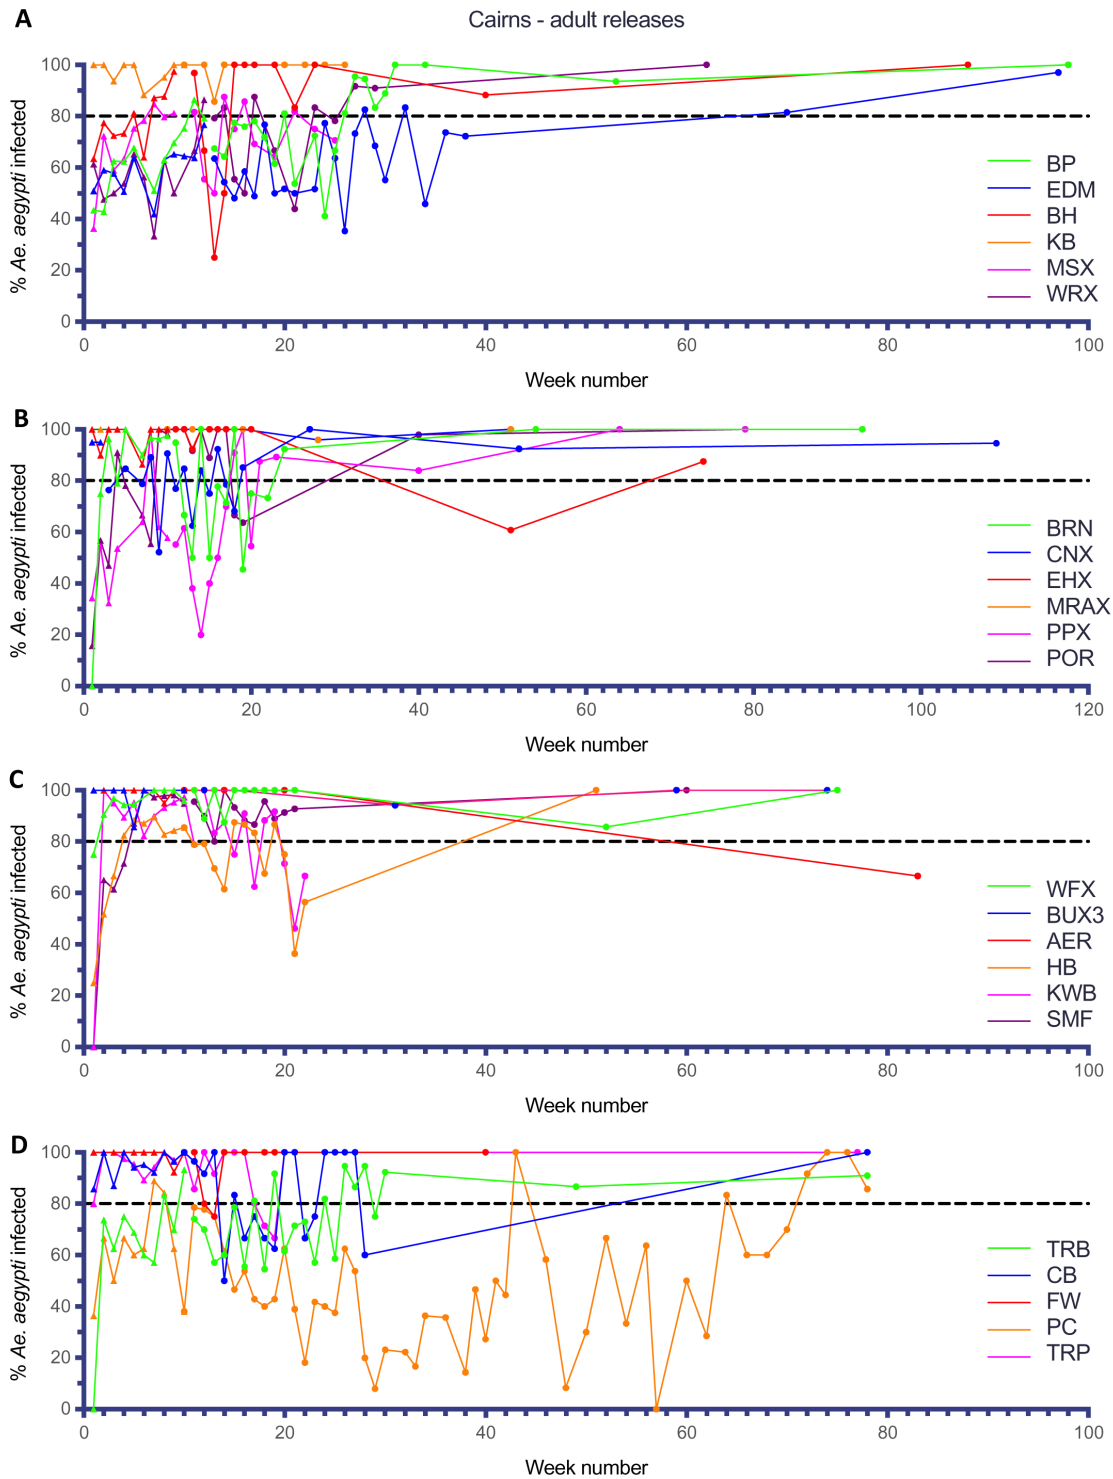 A
Cairns - adult releases
% Ae. aegypti infected
100
80
60
40
20
0
0 20 40 60 80 100
Week number
BP
EDM
BH
KB
MSX
WRX
B
% Ae. aegypti infected
100
80
60
40
20
0
0 20 40 60 80 100 120
Week number
BRN
CNX
EHX
MRAX
PPX
POR
C
% Ae. aegypti infected
100
80
60
40
20
0
0 20 40 60 80 100
Week number
WFX
BUX3
AER
HB
KWB
SMF
D
% Ae. aegypti infected
100
80
60
40
20
0
0 20 40 60 80 100
Week number
TRB
CB
FW
PC
TRP